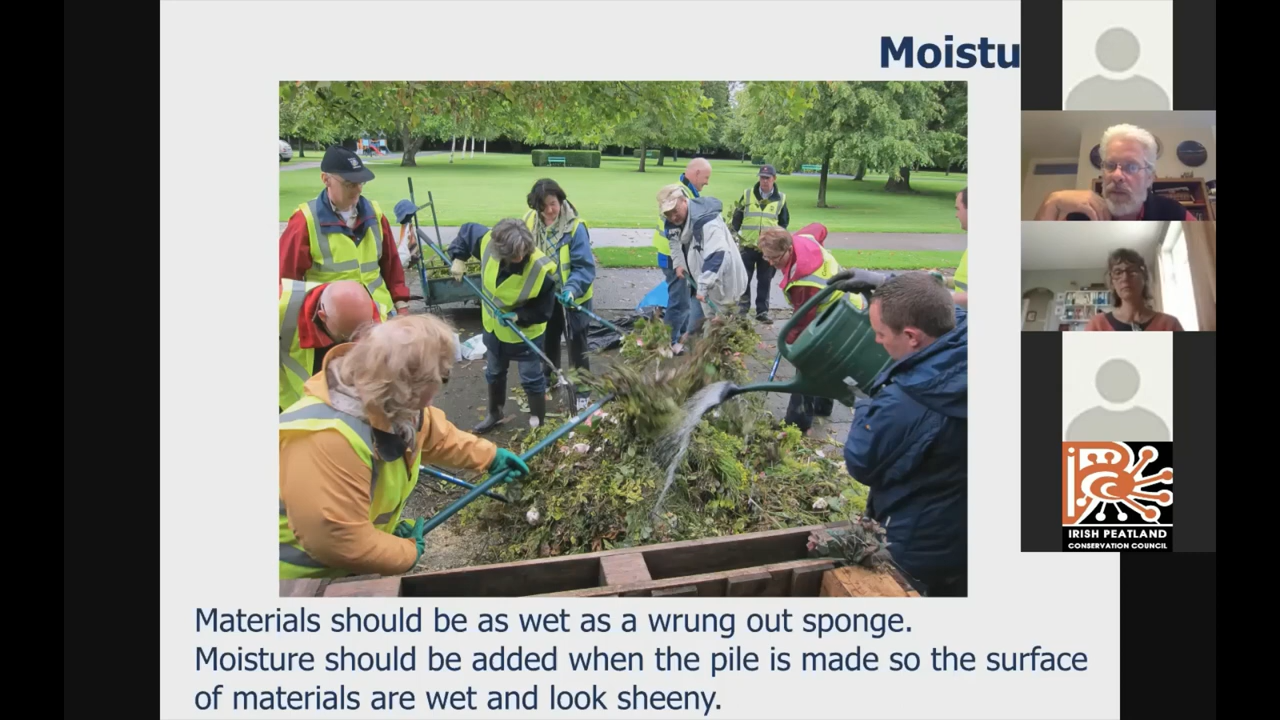 Moistu
Materials should be as wet as a wrung out sponge.
Moisture should be added when the pile is made so the surface
of materials are wet and look sheeny.
IPCC
IRISH PEATLAND
CONSERVATION COUNCIL